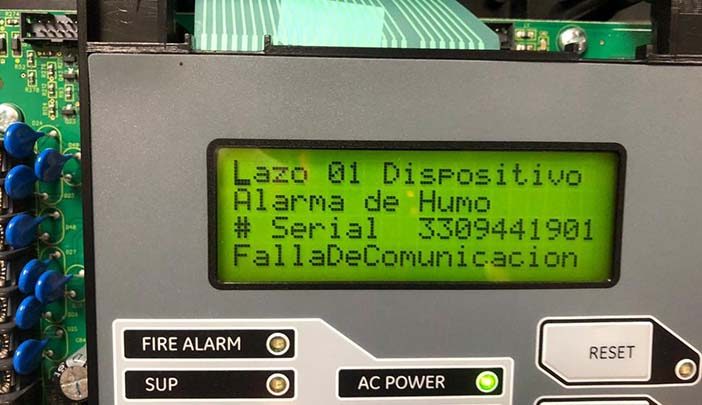 Lazo 01 Dispositivo
Alarma de Humo
# Serial 3309441901
FallaDeComunicacion
FIRE ALARM
SUP
AC POWER
RESET